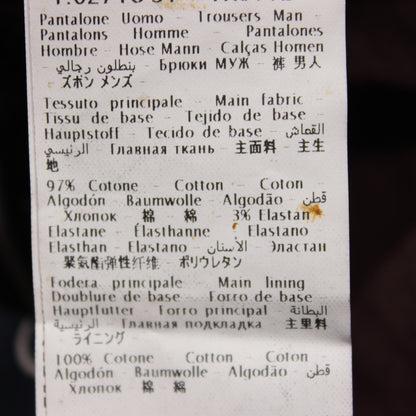 Pantalone Uomo - Trousers Man -
Pantalons Homme - Pantalones
Hombre - Hose Mann - Calças Homen
- بنطلون رجالي - Брюки МУЖ - 裤 男人
ズボン メンズ -
Tessuto principale - Main fabric -
Tissu de base - Tejido de base -
Hauptstoff - Tecido de base - القماش
الرئيسي - Главная ткань - 主面料 - 主生
地
97% Cotone - Cotton - Coton -
Algodón - Baumwolle - Algodão - قطن
- Хлопок 棉 - 綿 3% Elastan
Elastane - Élasthanne - Elastano
Elasthan - Elastano - الأستان - Эластан
聚氨酯弹性纤维 - ポリウレタン
Fodera principale - Main lining
Doublure de base - Forro de base -
Hauptfutter - Forro principal - البطانة
الرئيسية - Главная подкладка - 主里料
- ライニング
100% Cotone - Cotton - Coton
Algodón - Baumwolle - Algodão - قطن
- Хлопок 棉 綿